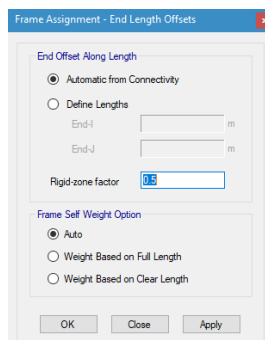 Frame Assignment - End Length Offsets
End Offset Along Length
Automatic from Connectivity
Define Lengths
End-I m
End-J m
Rigid-zone factor 0.5
Frame Self Weight Option
Auto
Weight Based on Full Length
Weight Based on Clear Length
OK Close Apply